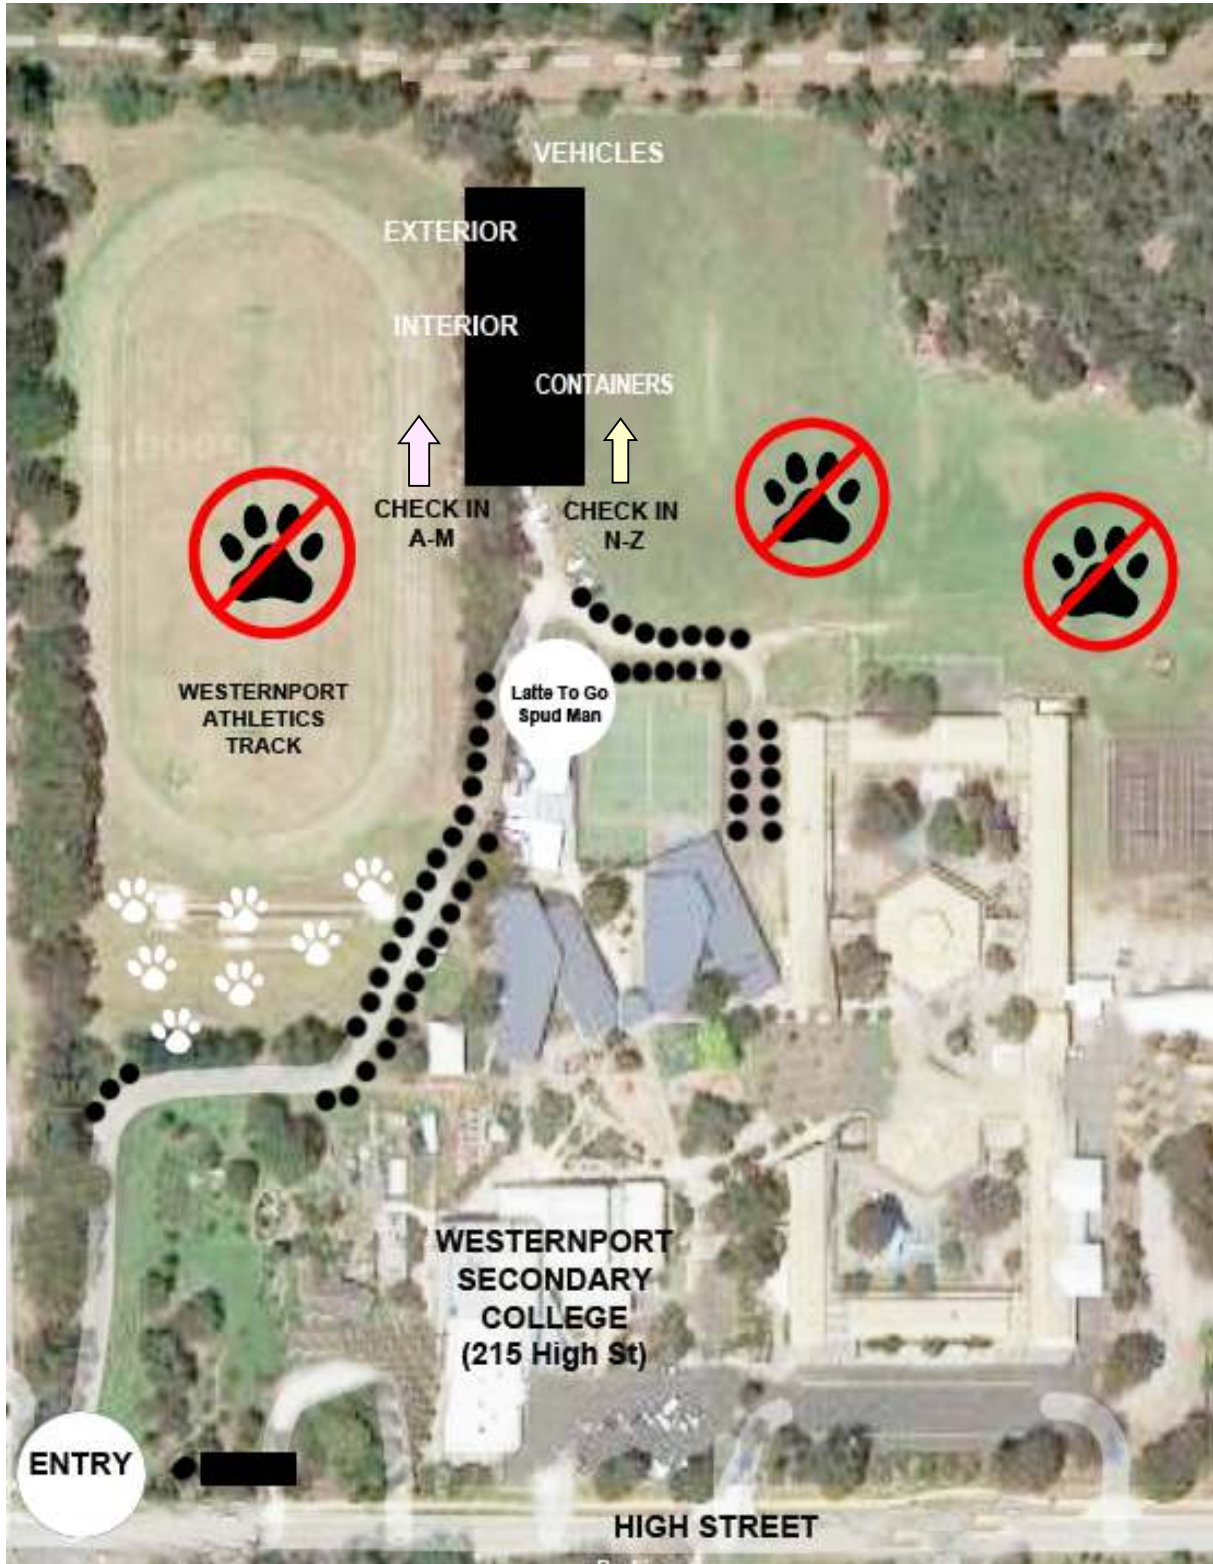 VEHICLES
EXTERIOR
INTERIOR
CONTAINERS
CHECK IN
A-M
CHECK IN
N-Z
Latte To Go
Spud Man
WESTERNPORT
ATHLETICS
TRACK
WESTERNPORT
SECONDARY
COLLEGE
(215 High St)
ENTRY
HIGH STREET